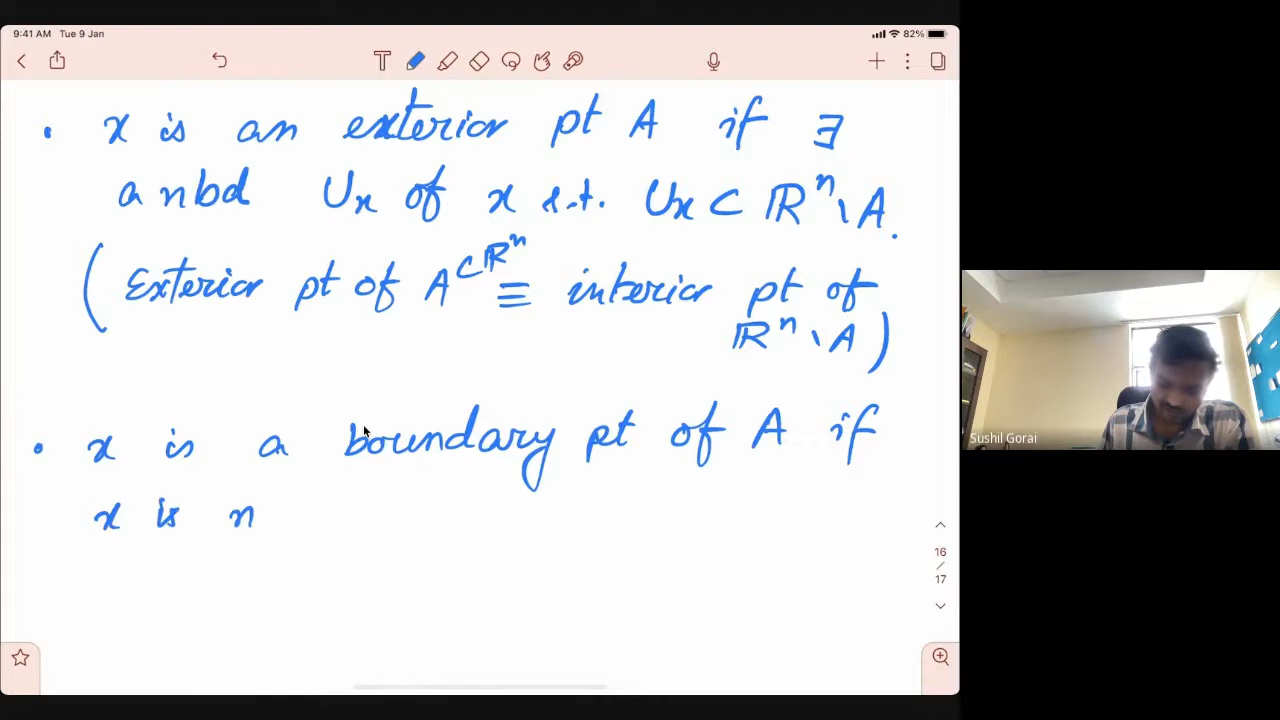 9:41 AM Tue 9 Jan
82%
• x is an exterior pt A if ∃
a nbd Uₓ of x s.t. Uₓ ⊂ ℝⁿ \ A.
( Exterior pt of A ⊂ ℝⁿ ≡ interior pt of
ℝⁿ \ A )
• x is a boundary pt of A if
x is n
16
/
17
Sushil Gorai